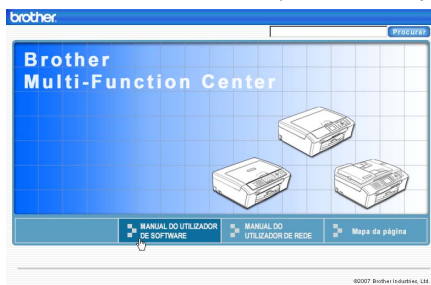 brother
Procurar
Brother
Multi-Function Center
MANUAL DO UTILIZADOR
DE SOFTWARE
MANUAL DO
UTILIZADOR DE REDE
Mapa da página
©2007 Brother Industries, Ltd.